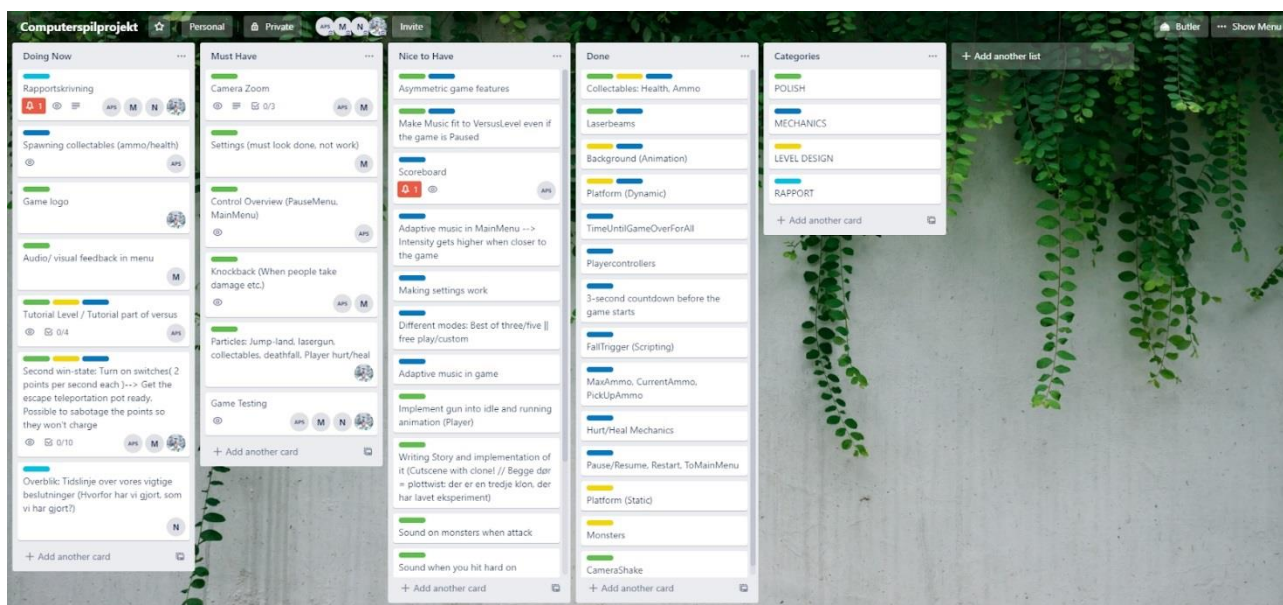 Computerspilprojekt
Personal
Private
APS
M
N
Invite
Butler
Show Menu
Doing Now
Rapportskrivning
1
APS M N
Spawning collectables (ammo/health)
APS
Game logo
Audio/ visual feedback in menu
M
Tutorial Level / Tutorial part of versus
0/4
APS
Second win-state: Turn on switches( 2
points per second each )--> Get the
escape teleportation pot ready.
Possible to sabotage the points so
they won't charge
0/10
APS M
Overblik: Tidslinje over vores vigtige
beslutninger (Hvorfor har vi gjort, som
vi har gjort?)
N
+ Add another card
Must Have
Camera Zoom
0/3
APS M
Settings (must look done, not work)
M
Control Overview (PauseMenu,
MainMenu)
APS
Knockback (When people take
damage etc.)
APS M
Particles: Jump-land, lasergun,
collectables, deathfall, Player hurt/heal
Game Testing
APS M N
+ Add another card
Nice to Have
Asymmetric game features
Make Music fit to VersusLevel even if
the game is Paused
Scoreboard
1
APS
Adaptive music in MainMenu -->
Intensity gets higher when closer to
the game
Making settings work
Different modes: Best of three/five ||
free play/custom
Adaptive music in game
Implement gun into idle and running
animation (Player)
Writing Story and implementation of
it (Cutscene with clone! // Begge dør
= plottwist: der er en tredje klon, der
har lavet eksperiment)
Sound on monsters when attack
Sound when you hit hard on
+ Add another card
Done
Collectables: Health, Ammo
Laserbeams
Background (Animation)
Platform (Dynamic)
TimeUntilGameOverForAll
Playercontrollers
3-second countdown before the
game starts
FallTrigger (Scripting)
MaxAmmo, CurrentAmmo,
PickUpAmmo
Hurt/Heal Mechanics
Pause/Resume, Restart, ToMainMenu
Platform (Static)
Monsters
CameraShake
+ Add another card
Categories
POLISH
MECHANICS
LEVEL DESIGN
RAPPORT
+ Add another card
+ Add another list